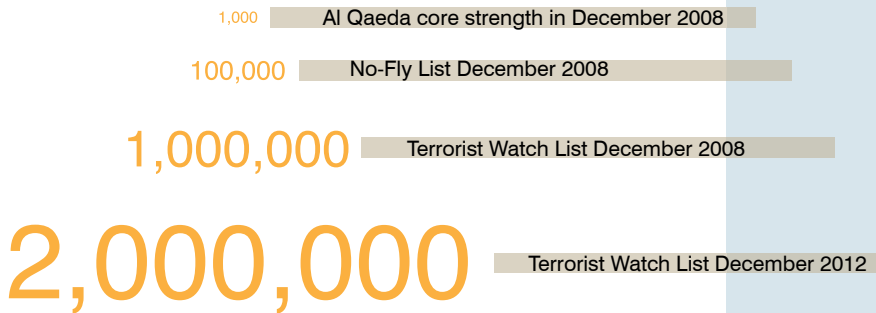 1,000 Al Qaeda core strength in December 2008
100,000 No-Fly List December 2008
1,000,000 Terrorist Watch List December 2008
2,000,000 Terrorist Watch List December 2012